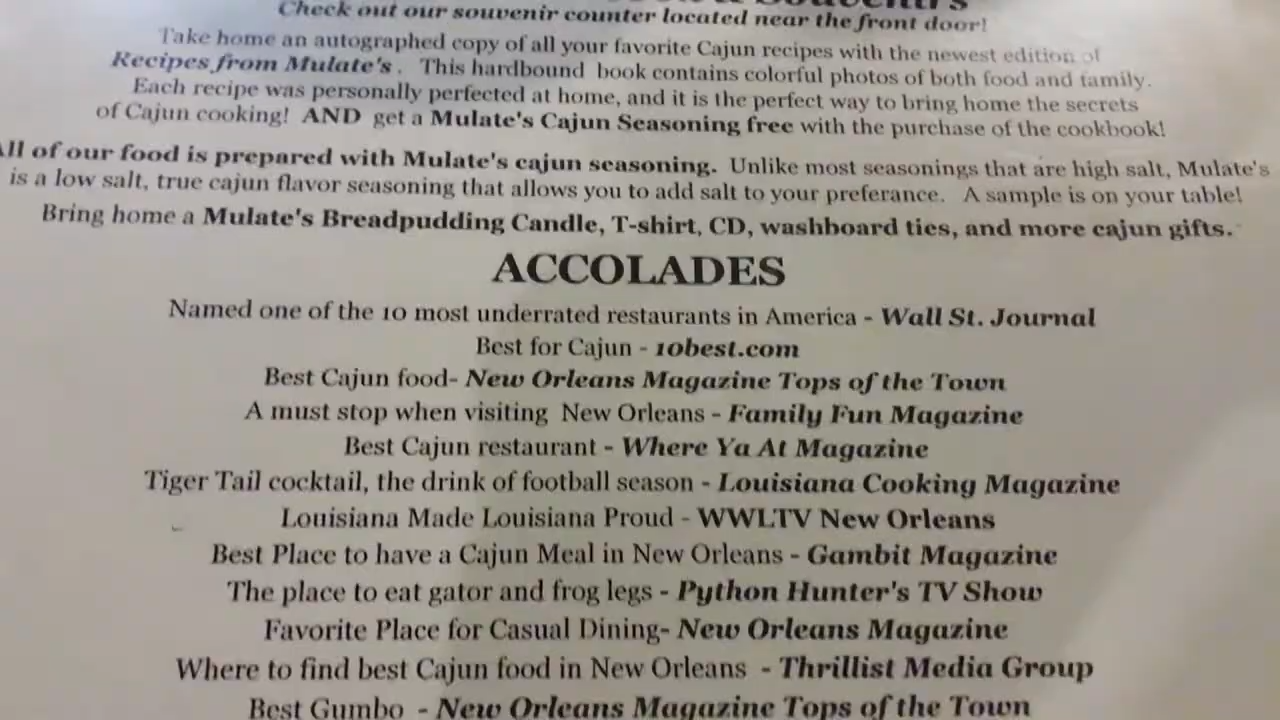 Check out our souvenir counter located near the front door!
Take home an autographed copy of all your favorite Cajun recipes with the newest edition of
Recipes from Mulate's . This hardbound book contains colorful photos of both food and family.
Each recipe was personally perfected at home, and it is the perfect way to bring home the secrets
of Cajun cooking! AND get a Mulate's Cajun Seasoning free with the purchase of the cookbook!
All of our food is prepared with Mulate's cajun seasoning. Unlike most seasonings that are high salt, Mulate's
is a low salt, true cajun flavor seasoning that allows you to add salt to your preferance. A sample is on your table!
Bring home a Mulate's Breadpudding Candle, T-shirt, CD, washboard ties, and more cajun gifts.
ACCOLADES
Named one of the 10 most underrated restaurants in America - Wall St. Journal
Best for Cajun - 10best.com
Best Cajun food- New Orleans Magazine Tops of the Town
A must stop when visiting New Orleans - Family Fun Magazine
Best Cajun restaurant - Where Ya At Magazine
Tiger Tail cocktail, the drink of football season - Louisiana Cooking Magazine
Louisiana Made Louisiana Proud - WWLTV New Orleans
Best Place to have a Cajun Meal in New Orleans - Gambit Magazine
The place to eat gator and frog legs - Python Hunter's TV Show
Favorite Place for Casual Dining- New Orleans Magazine
Where to find best Cajun food in New Orleans - Thrillist Media Group
Best Gumbo - New Orleans Magazine Tops of the Town